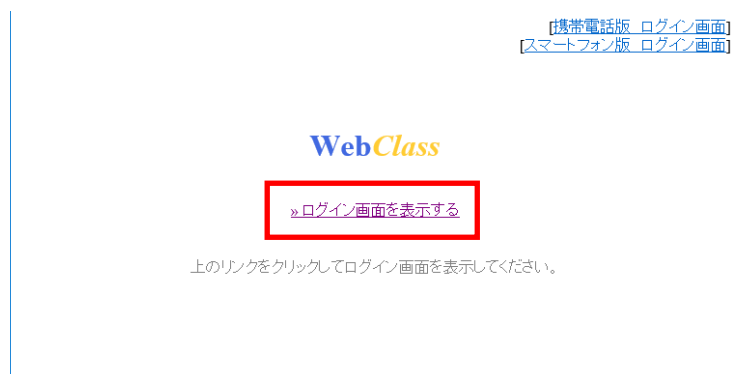 [携帯電話版 ログイン画面]
[スマートフォン版 ログイン画面]
WebClass
» ログイン画面を表示する
上のリンクをクリックしてログイン画面を表示してください。